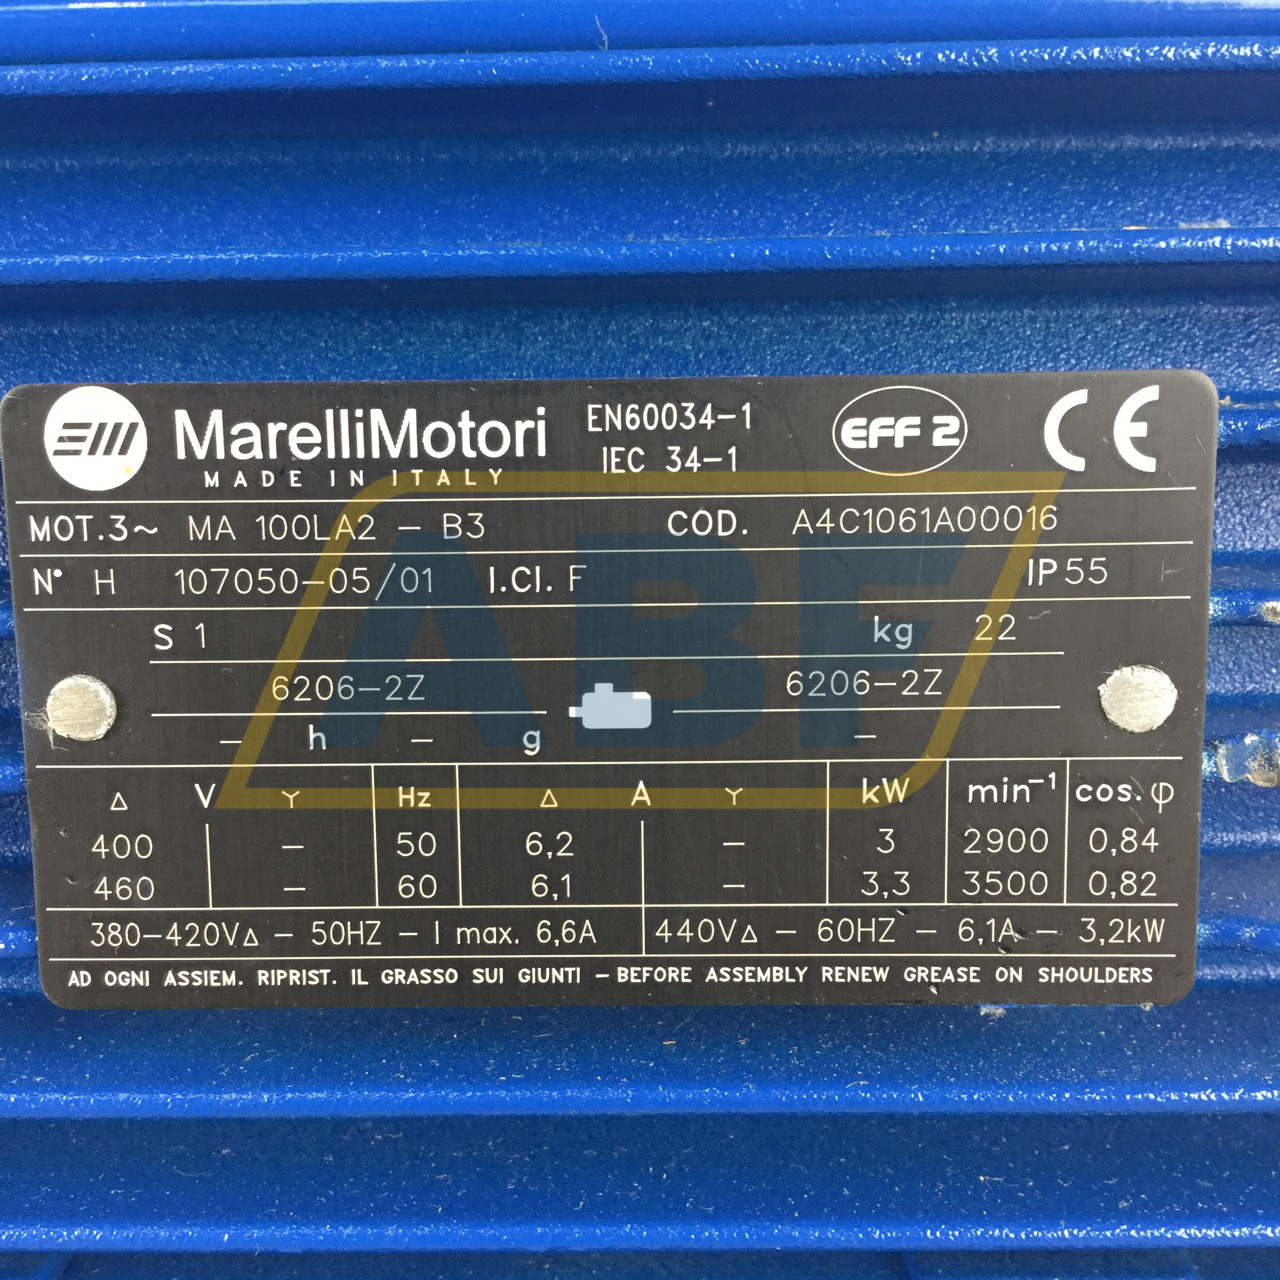 MarelliMotori
MADE IN ITALY
EN60034-1
IEC 34-1
EFF 2
CE
MOT.3~ MA 100LA2 - B3 COD. A4C1061A00016
N° H 107050-05/01 I.Cl. F IP 55
S 1 kg 22
6206-2Z 6206-2Z
- h - g -
Δ V Y Hz Δ A Y kW min⁻¹ cos.φ
400 - 50 6,2 - 3 2900 0,84
460 - 60 6,1 - 3,3 3500 0,82
380-420VΔ - 50HZ - I max. 6,6A 440VΔ - 60HZ - 6,1A - 3,2kW
AD OGNI ASSIEM. RIPRIST. IL GRASSO SUI GIUNTI - BEFORE ASSEMBLY RENEW GREASE ON SHOULDERS
ABF